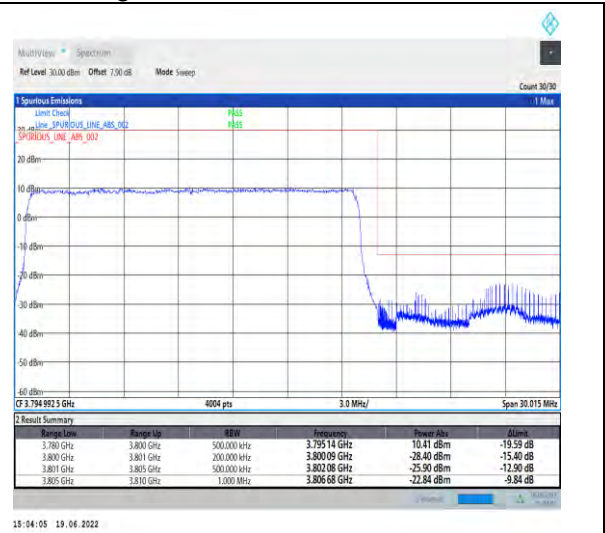 MultiView Spectrum
Ref Level 30.00 dBm Offset 7.90 dB Mode Sweep
Count 30/30
1 Spurious Emissions 1 Max
Limit Check PASS
Line _SPURIOUS_LINE_ABS_002 PASS
_SPURIOUS_LINE_ABS_002
20 dBm
10 dBm
0 dBm
-10 dBm
-20 dBm
-30 dBm
-40 dBm
-50 dBm
-60 dBm
CF 3.794 992 5 GHz 4004 pts 3.0 MHz/ Span 30.015 MHz
2 Result Summary
Range Low Range Up RBW Frequency Power Abs ΔLimit
3.780 GHz 3.800 GHz 500.000 kHz 3.795 14 GHz 10.41 dBm -19.59 dB
3.800 GHz 3.801 GHz 200.000 kHz 3.800 09 GHz -28.40 dBm -15.40 dB
3.801 GHz 3.805 GHz 500.000 kHz 3.802 08 GHz -25.90 dBm -12.90 dB
3.805 GHz 3.810 GHz 1.000 MHz 3.806 68 GHz -22.84 dBm -9.84 dB
15:04:05 19.06.2022